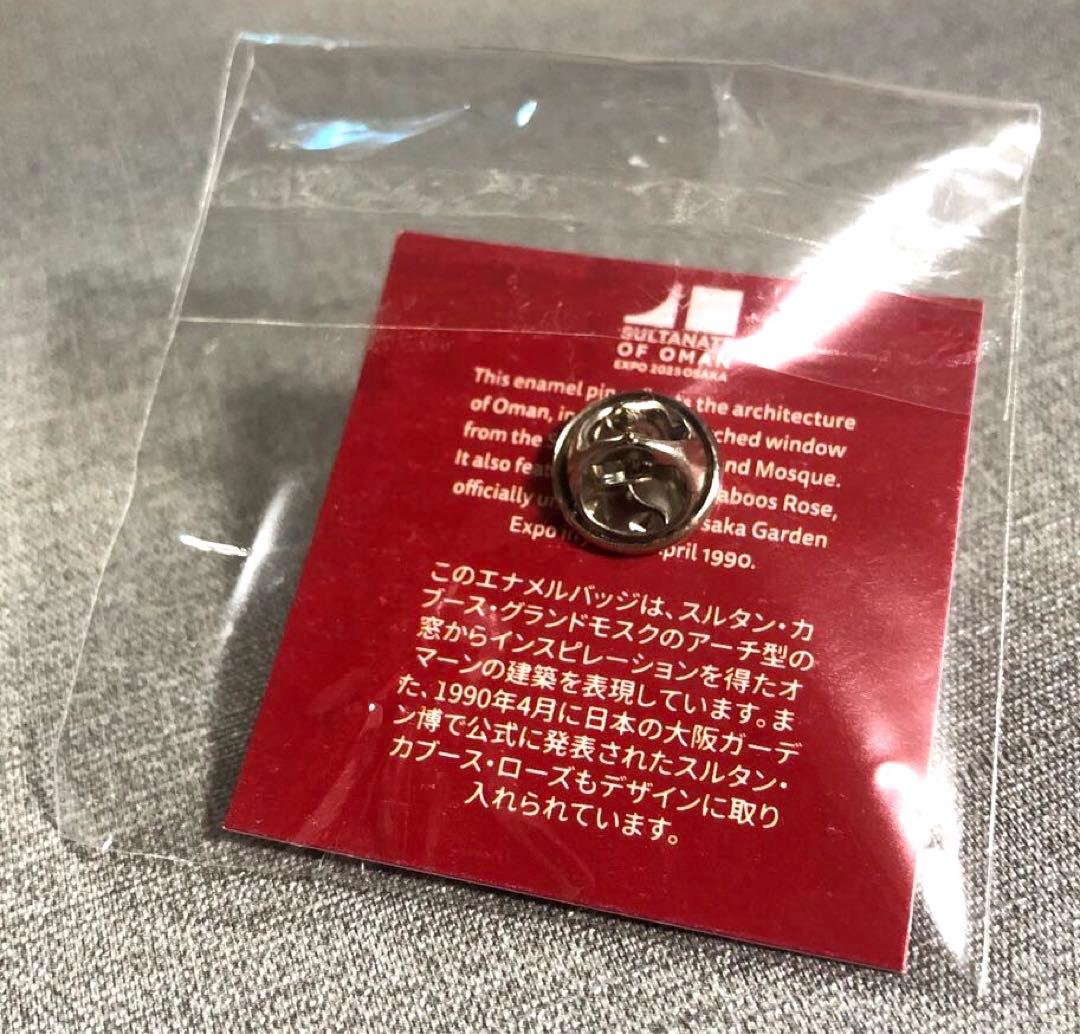 SULTANATE
OF OMAN
EXPO 2025 OSAKA
This enamel pin the architecture
of Oman, window
from the nd Mosque.
It also Rose,
officially Garden
Expo April 1990.
このエナメルバッジは、スルタン・カ
ブース・グランドモスクのアーチ型の
窓からインスピレーションを得たオ
マーンの建築を表現しています。ま
た、1990年4月に日本の大阪ガーデ
ン博で公式に発表されたスルタン・
カブース・ローズもデザインに取り
入れられています。